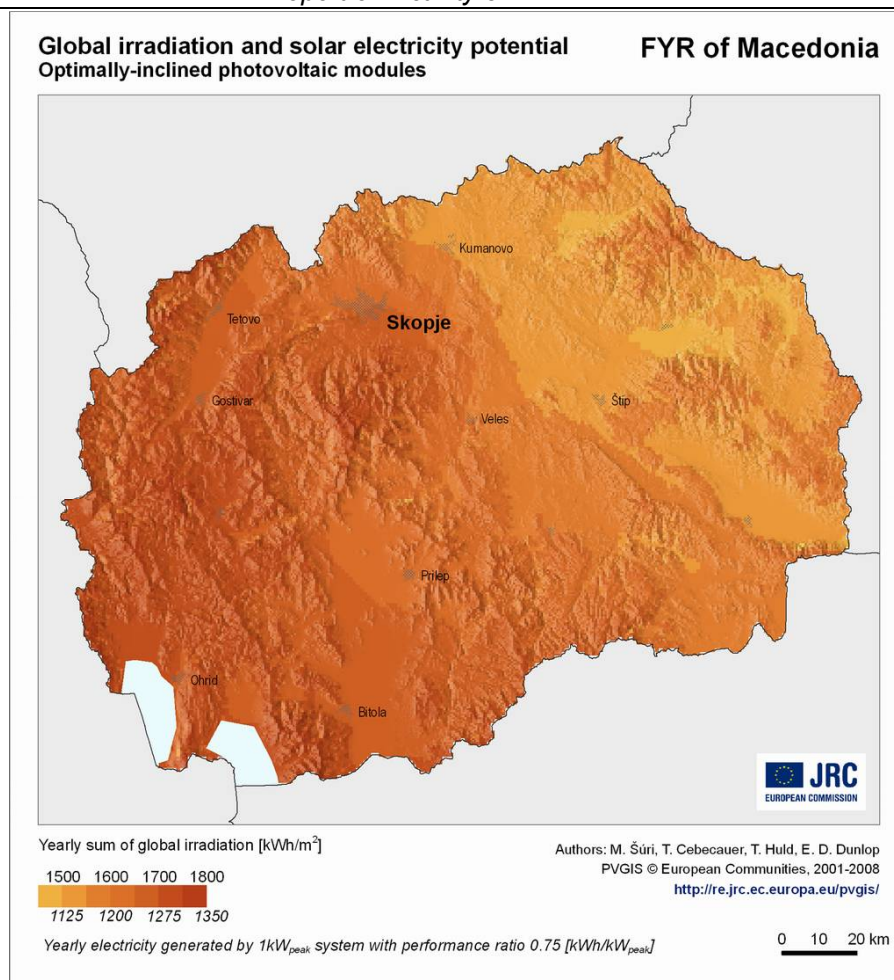 Global irradiation and solar electricity potential
Optimally-inclined photovoltaic modules
FYR of Macedonia
Kumanovo
Tetovo
Skopje
Gostivar
Štip
Veles
Prilep
Ohrid
Bitola
JRC
EUROPEAN COMMISSION
Yearly sum of global irradiation [kWh/m²]
1500 1600 1700 1800
1125 1200 1275 1350
Yearly electricity generated by 1kWpeak system with performance ratio 0.75 [kWh/kWpeak]
Authors: M. Šúri, T. Cebecauer, T. Huld, E. D. Dunlop
PVGIS © European Communities, 2001-2008
http://re.jrc.ec.europa.eu/pvgis/
0 10 20 km